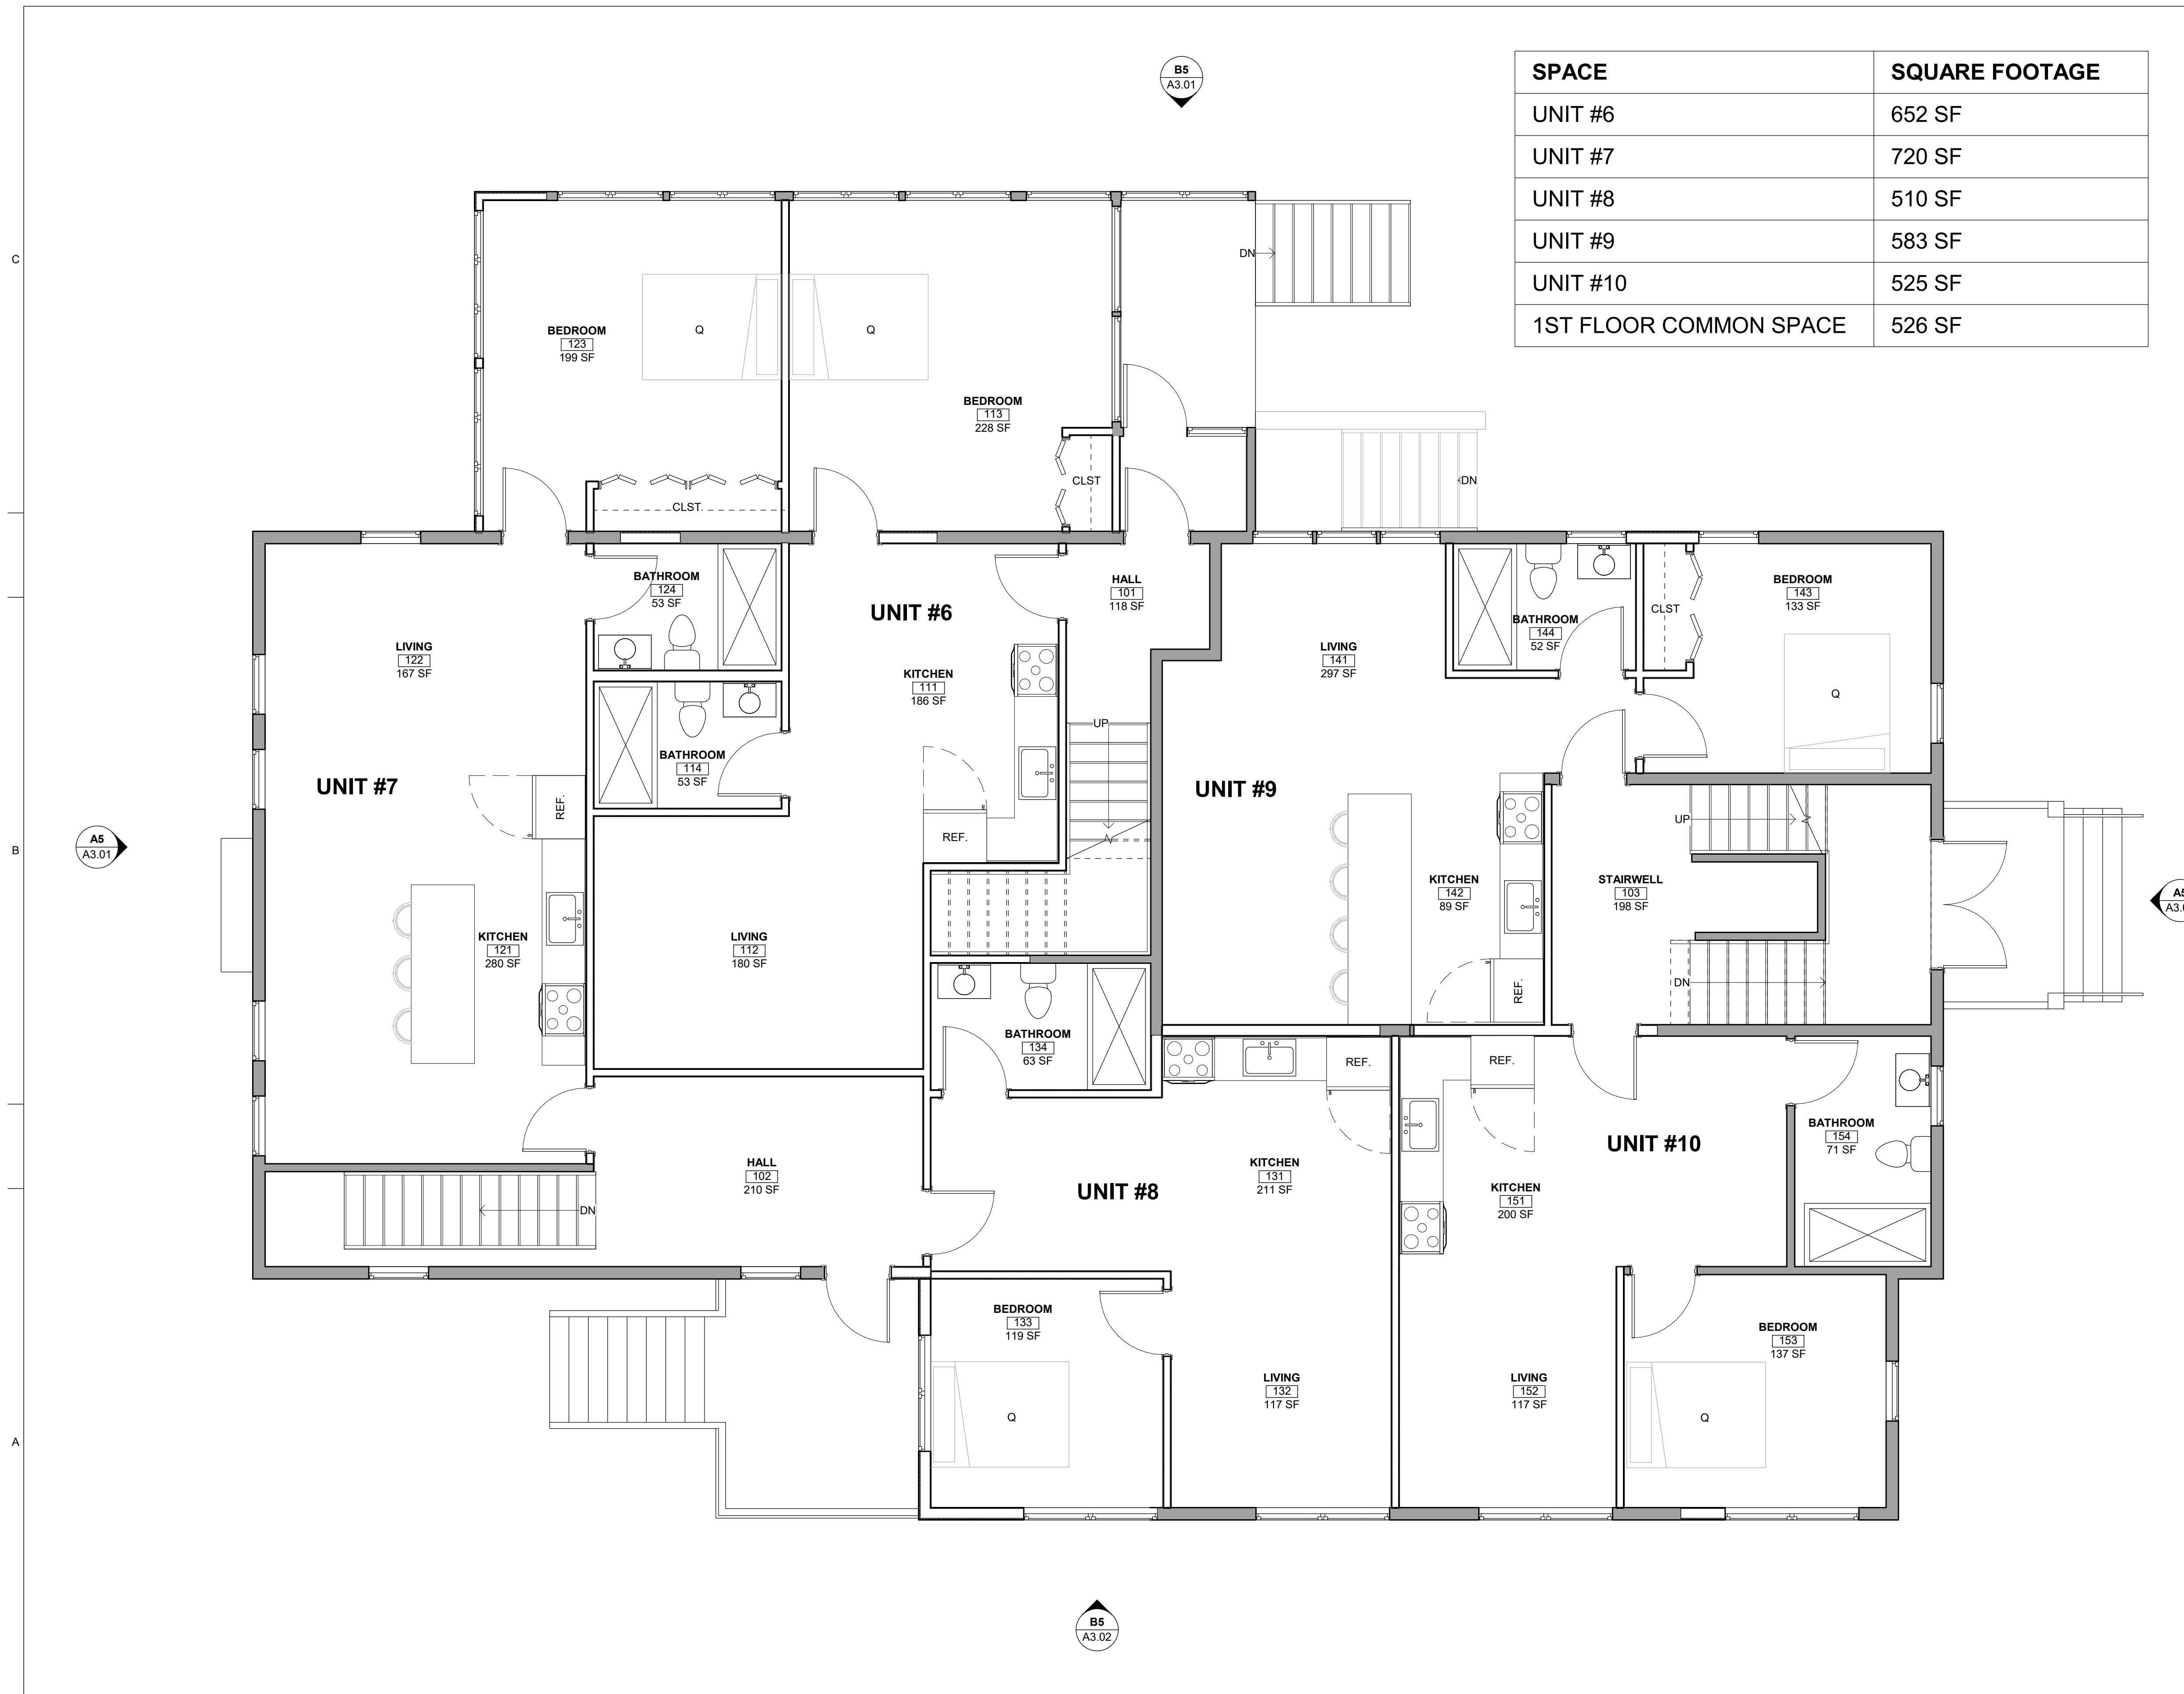 B5
A3.01
SPACE SQUARE FOOTAGE
UNIT #6 652 SF
UNIT #7 720 SF
UNIT #8 510 SF
UNIT #9 583 SF
UNIT #10 525 SF
1ST FLOOR COMMON SPACE 526 SF
C
DN
BEDROOM
123
199 SF
Q
Q
BEDROOM
113
228 SF
CLST
CLST
DN
BATHROOM
124
53 SF
UNIT #6
HALL
101
118 SF
LIVING
122
167 SF
KITCHEN
111
186 SF
LIVING
141
297 SF
BATHROOM
144
52 SF
CLST
BEDROOM
143
133 SF
Q
UP
BATHROOM
114
53 SF
UNIT #7
REF.
REF.
UNIT #9
UP
B
A5
A3.01
KITCHEN
142
89 SF
STAIRWELL
103
198 SF
A5
KITCHEN
121
280 SF
LIVING
112
180 SF
REF.
DN
BATHROOM
134
63 SF
REF.
REF.
BATHROOM
154
71 SF
UNIT #10
HALL
102
210 SF
DN
UNIT #8
KITCHEN
131
211 SF
KITCHEN
151
200 SF
BEDROOM
133
119 SF
BEDROOM
153
137 SF
LIVING
132
117 SF
LIVING
152
117 SF
Q
Q
A
B5
A3.02